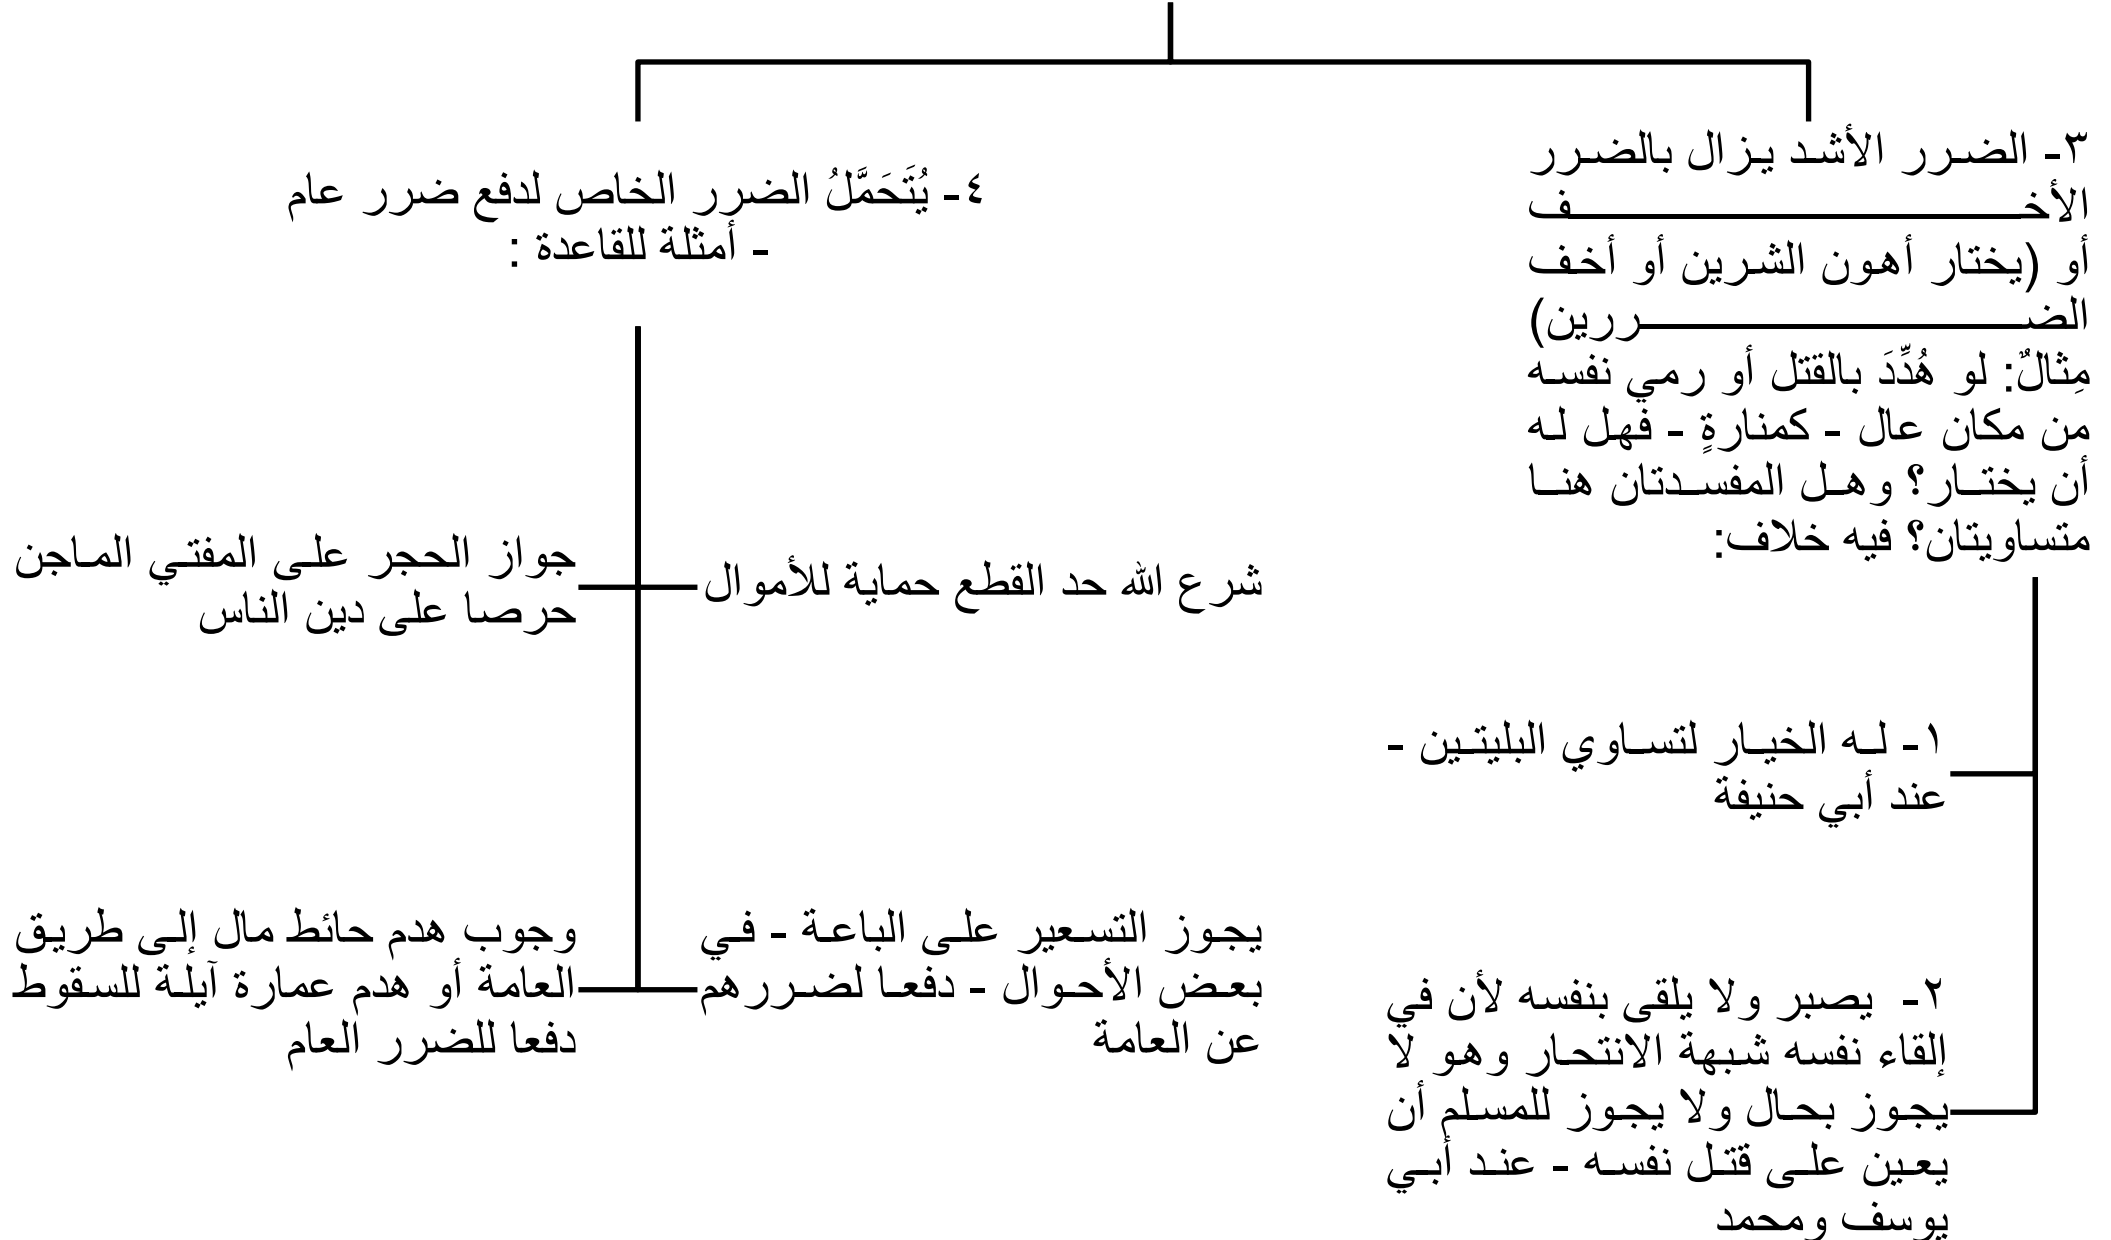 ٣- الضرر الأشد يزال بالضرر
الأخف
أو (يختار أهون الشرين أو أخف
الضررين)
مِثالٌ: لو هُدِّدَ بالقتل أو رمي نفسه
من مكان عال - كمنارةٍ - فهل له
أن يختار؟ وهل المفسدتان هنا
متساويتان؟ فيه خلاف:
١- له الخيار لتساوي البليتين -
عند أبي حنيفة
٢- يصبر ولا يلقى بنفسه لأن في
إلقاء نفسه شبهة الانتحار وهو لا
يجوز بحال ولا يجوز للمسلم أن
يعين على قتل نفسه - عند أبي
يوسف ومحمد
٤- يُتَحَمَّلُ الضرر الخاص لدفع ضرر عام
- أمثلة للقاعدة :
شرع الله حد القطع حماية للأموال
جواز الحجر على المفتي الماجن
حرصا على دين الناس
يجوز التسعير على الباعة - في
بعض الأحوال - دفعا لضررهم
عن العامة
وجوب هدم حائط مال إلى طريق
العامة أو هدم عمارة آيلة للسقوط
دفعا للضرر العام